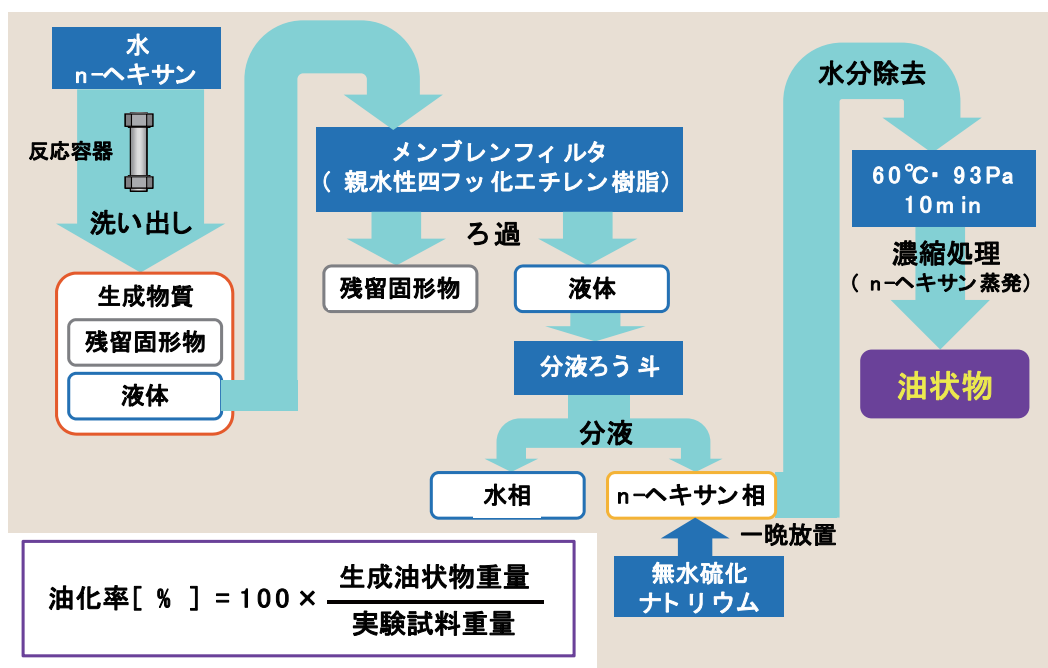 水
n-ヘキサン
反応容器
洗い出し
生成物質
残留固形物
液体
メンブレンフィルタ
( 親水性四フッ化エチレン樹脂)
ろ過
残留固形物
液体
分液ろう斗
分液
水相
n-ヘキサン相
一晩放置
無水硫化
ナトリウム
水分除去
60℃・ 93Pa
10min
濃縮処理
( n-ヘキサン蒸発)
油状物
油化率[ % ] =100×
生成油状物重量
実験試料重量